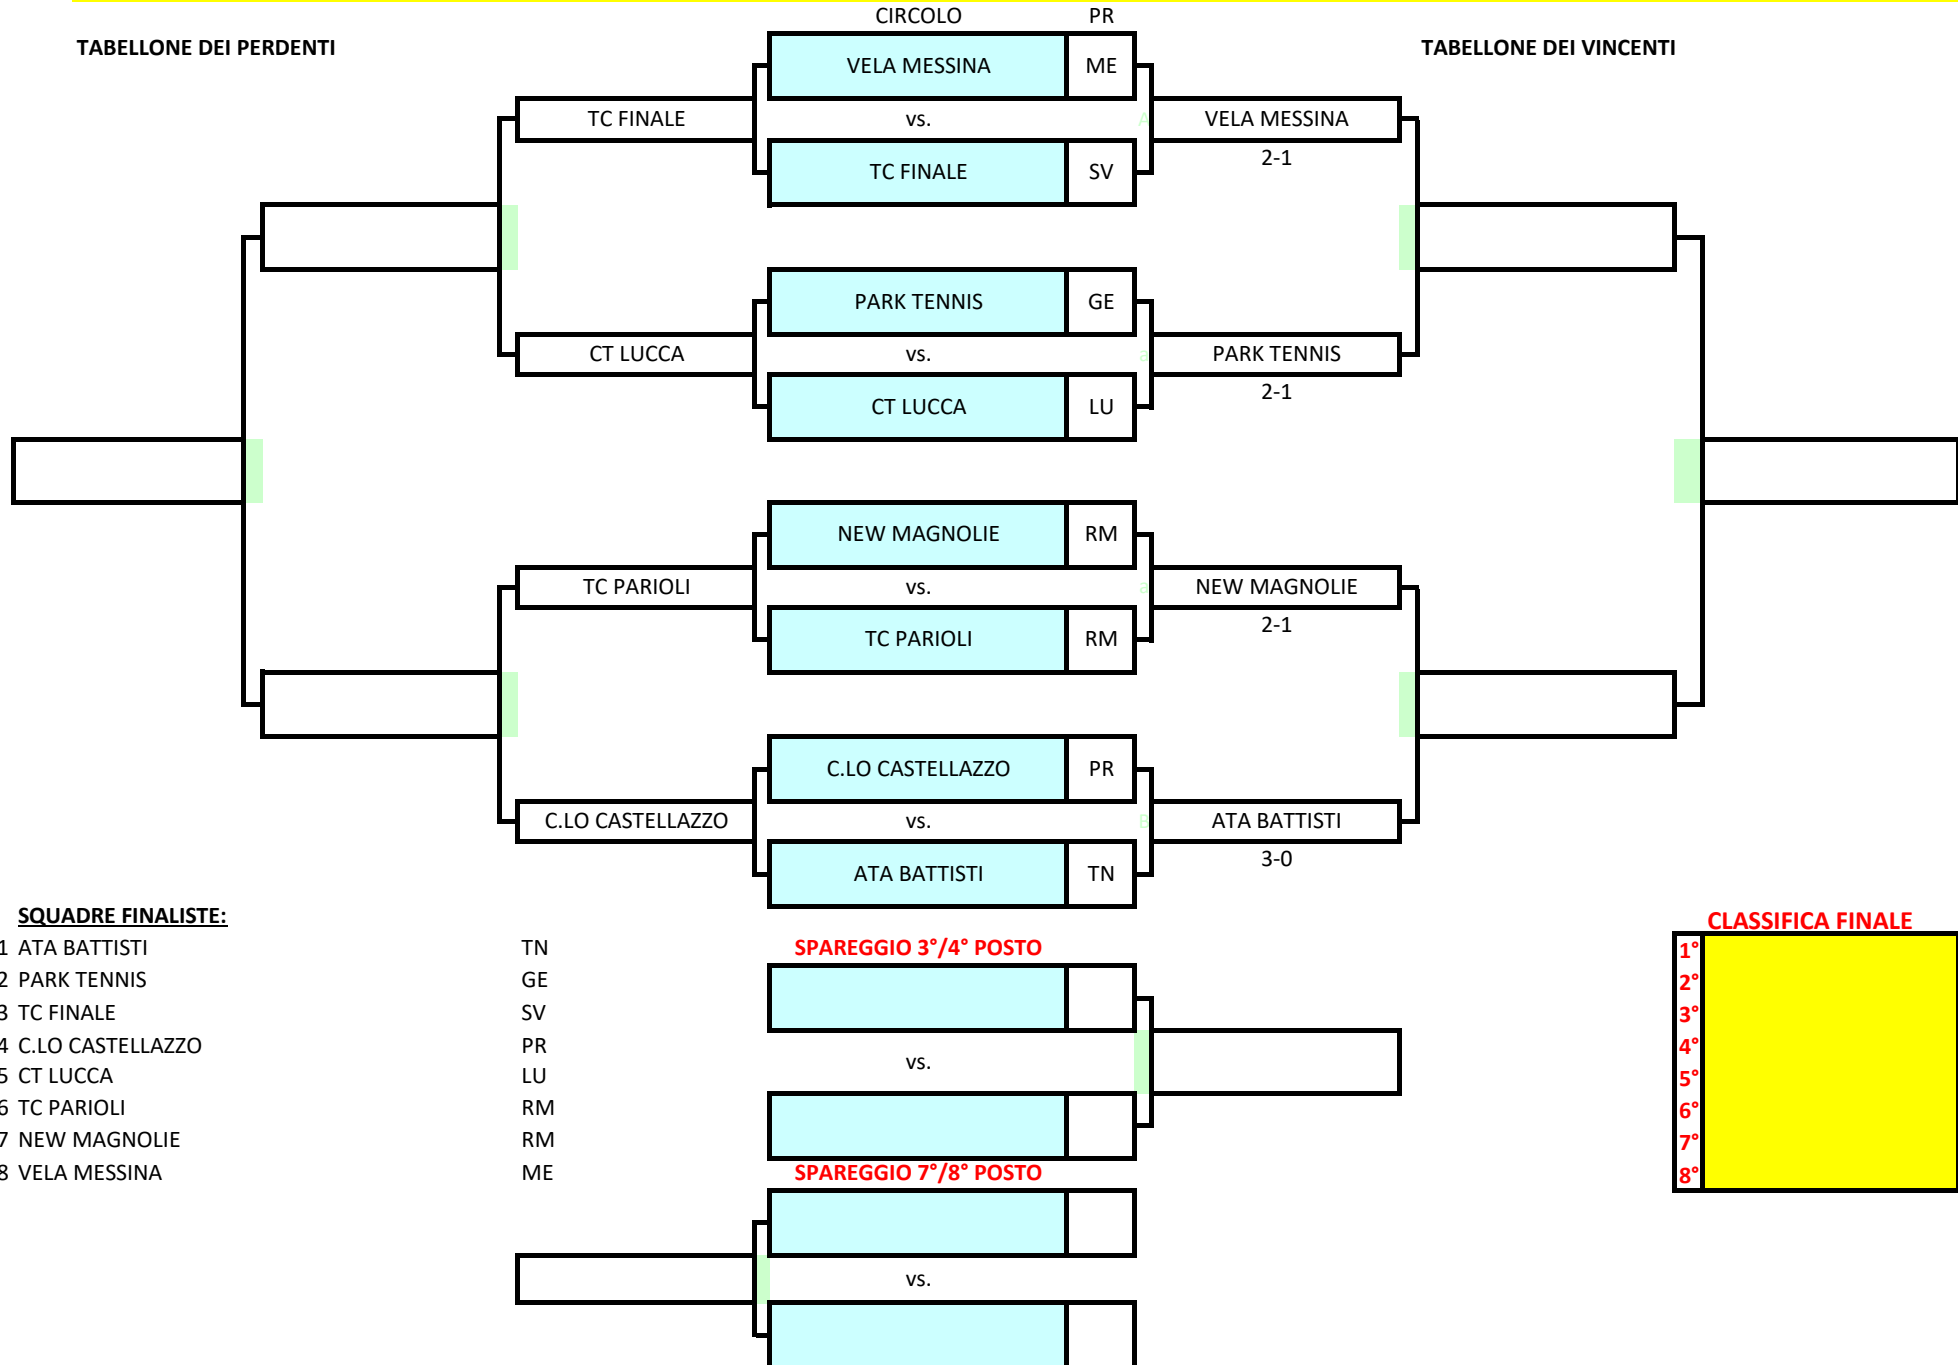 CIRCOLO PR
TABELLONE DEI PERDENTI
TABELLONE DEI VINCENTI
VELA MESSINA ME
TC FINALE vs. A VELA MESSINA
2-1
TC FINALE SV
PARK TENNIS GE
CT LUCCA vs. a PARK TENNIS
2-1
CT LUCCA LU
NEW MAGNOLIE RM
TC PARIOLI vs. a NEW MAGNOLIE
2-1
TC PARIOLI RM
C.LO CASTELLAZZO PR
C.LO CASTELLAZZO vs. B ATA BATTISTI
3-0
ATA BATTISTI TN
SQUADRE FINALISTE:
1 ATA BATTISTI TN
2 PARK TENNIS GE
3 TC FINALE SV
4 C.LO CASTELLAZZO PR
5 CT LUCCA LU
6 TC PARIOLI RM
7 NEW MAGNOLIE RM
8 VELA MESSINA ME
SPAREGGIO 3°/4° POSTO
vs.
SPAREGGIO 7°/8° POSTO
vs.
CLASSIFICA FINALE
1°
2°
3°
4°
5°
6°
7°
8°